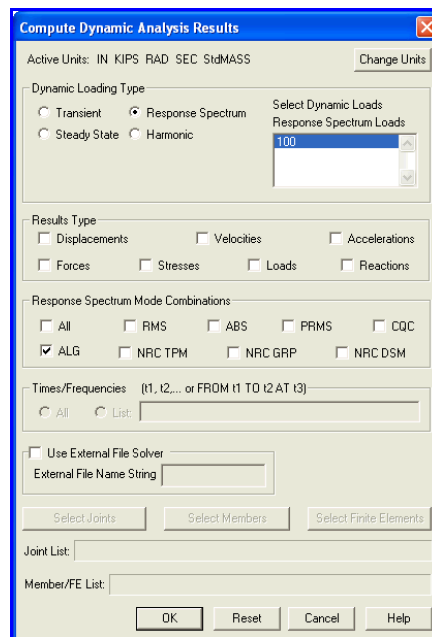 Compute Dynamic Analysis Results
Active Units: IN KIPS RAD SEC StdMASS
Change Units
Dynamic Loading Type
Transient Response Spectrum
Steady State Harmonic
Select Dynamic Loads
Response Spectrum Loads
100
Results Type
Displacements Velocities Accelerations
Forces Stresses Loads Reactions
Response Spectrum Mode Combinations
All RMS ABS PRMS CQC
ALG NRC TPM NRC GRP NRC DSM
Times/Frequencies (t1, t2,... or FROM t1 TO t2 AT t3)
All List:
Use External File Solver
External File Name String
Select Joints Select Members Select Finite Elements
Joint List:
Member/FE List:
OK Reset Cancel Help